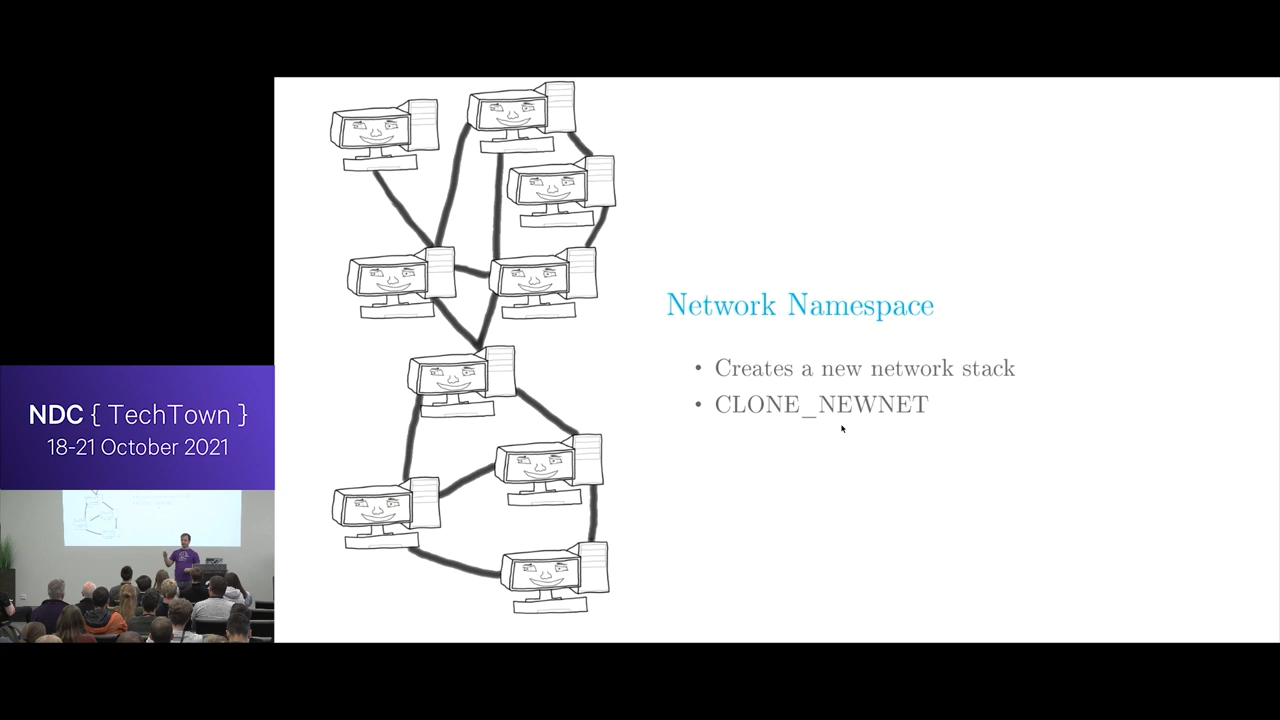 Network Namespace
• Creates a new network stack
• CLONE_NEWNET
NDC { TechTown }
18-21 October 2021